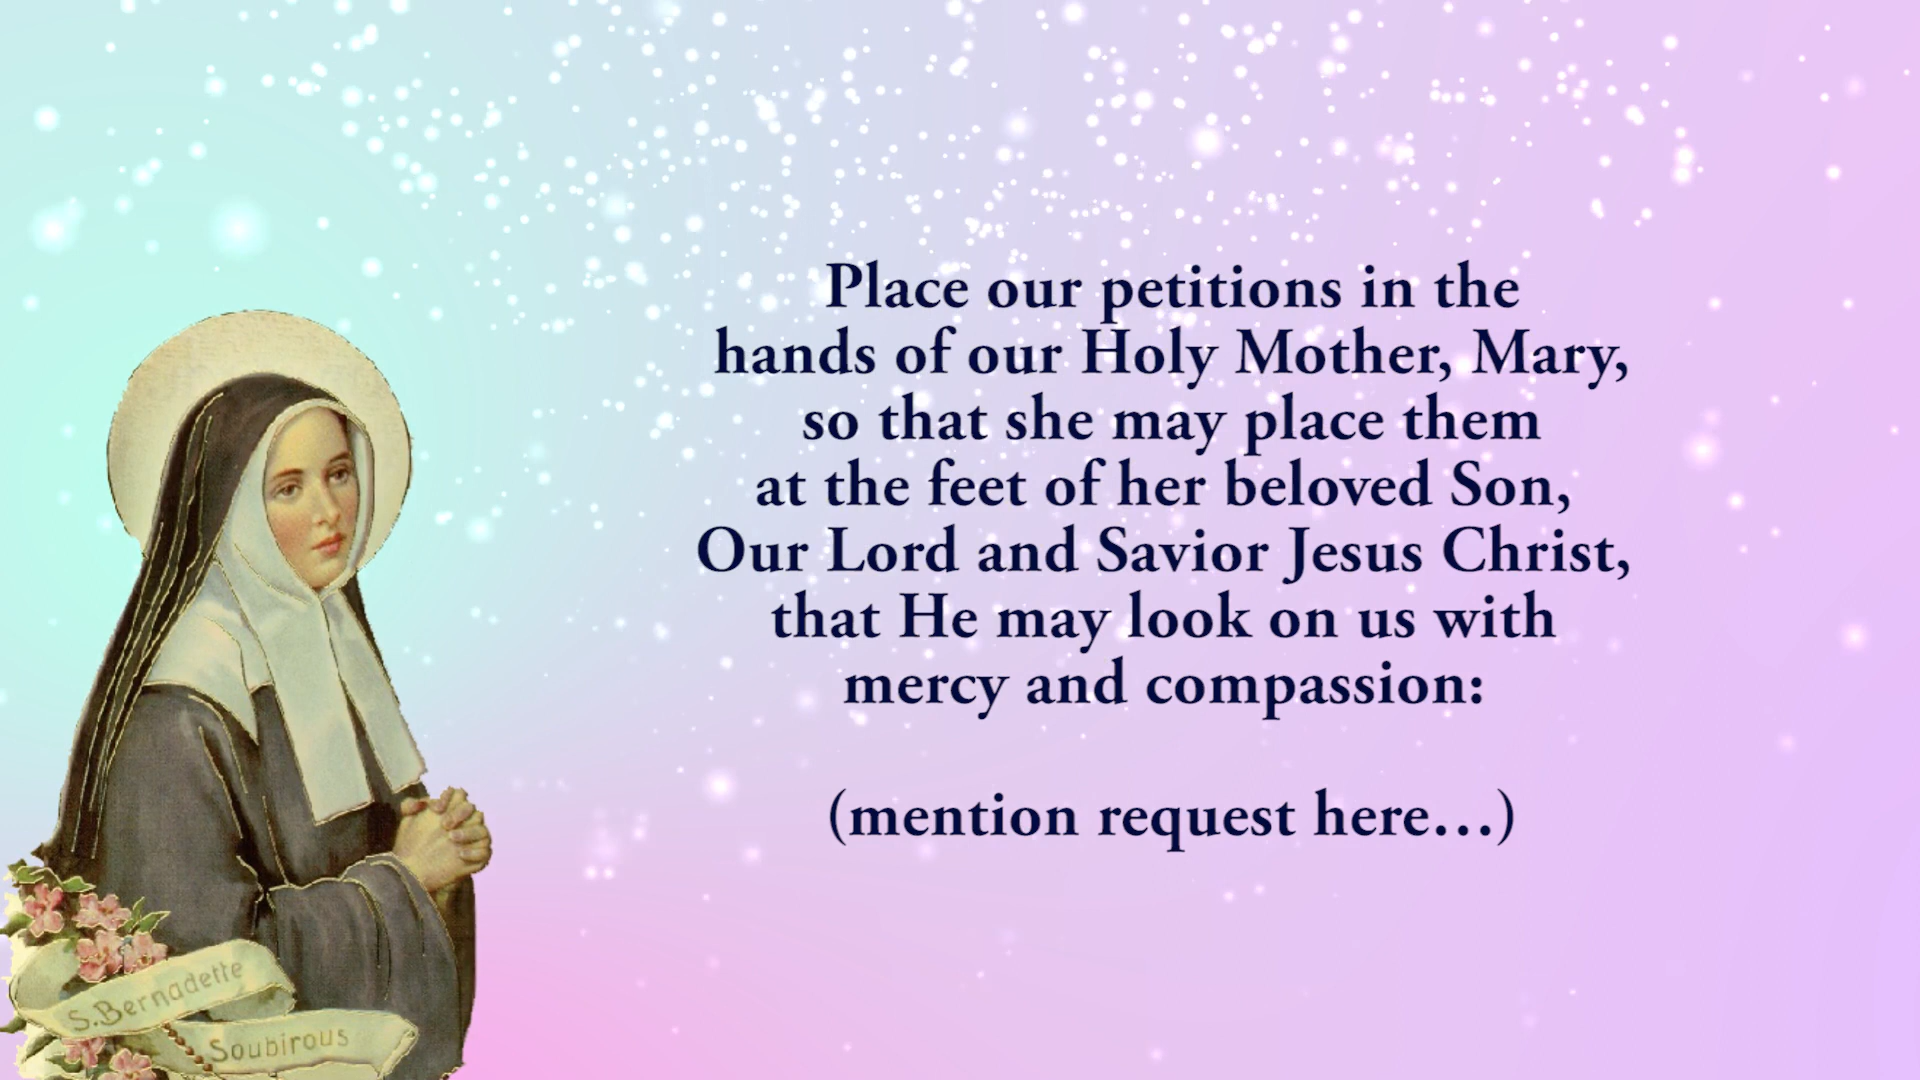 Place our petitions in the
hands of our Holy Mother, Mary,
so that she may place them
at the feet of her beloved Son,
Our Lord and Savior Jesus Christ,
that He may look on us with
mercy and compassion:
(mention request here...)
S.Bernadette
Soubirous